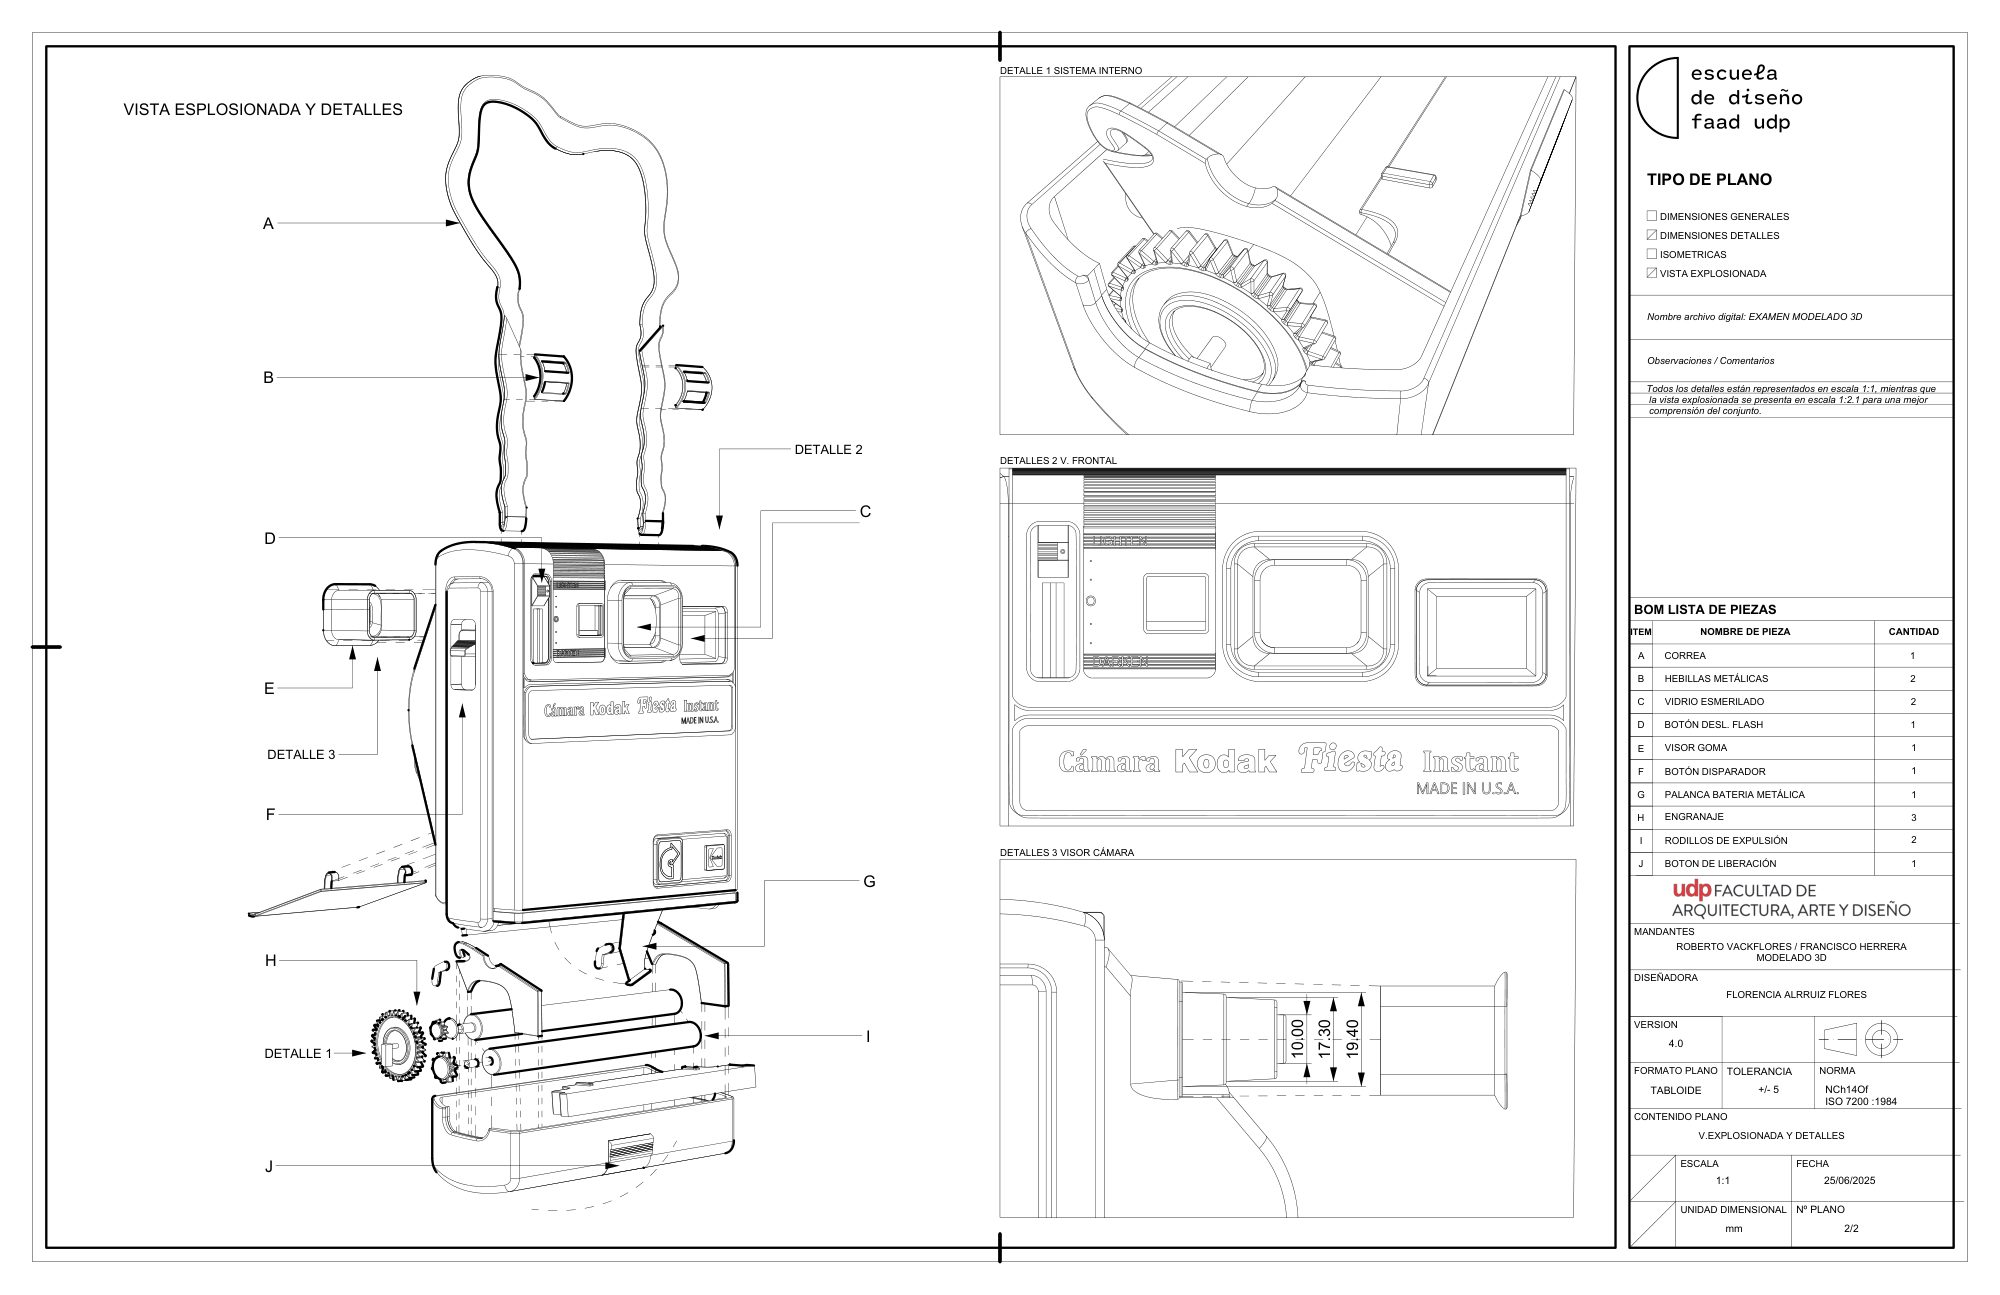 VISTA ESPLOSIONADA Y DETALLES
A
B
DETALLE 2
C
D
E
DETALLE 3
F
G
H
DETALLE 1
I
J
LIGHTEN
DARKEN
Cámara Kodak Fiesta Instant
MADE IN U.S.A.
Kodak
DETALLE 1 SISTEMA INTERNO
DETALLES 2 V. FRONTAL
LIGHTEN
DARKEN
Cámara Kodak Fiesta Instant
MADE IN U.S.A.
DETALLES 3 VISOR CÁMARA
10.00
17.30
19.40
escuela
de diseño
faad udp
TIPO DE PLANO
DIMENSIONES GENERALES
DIMENSIONES DETALLES
ISOMETRICAS
VISTA EXPLOSIONADA
Nombre archivo digital: EXAMEN MODELADO 3D
Observaciones / Comentarios
Todos los detalles están representados en escala 1:1, mientras que
la vista explosionada se presenta en escala 1:2.1 para una mejor
comprensión del conjunto.
BOM LISTA DE PIEZAS
ITEM NOMBRE DE PIEZA CANTIDAD
A CORREA 1
B HEBILLAS METÁLICAS 2
C VIDRIO ESMERILADO 2
D BOTÓN DESL. FLASH 1
E VISOR GOMA 1
F BOTÓN DISPARADOR 1
G PALANCA BATERIA METÁLICA 1
H ENGRANAJE 3
I RODILLOS DE EXPULSIÓN 2
J BOTON DE LIBERACIÓN 1
udp FACULTAD DE
ARQUITECTURA, ARTE Y DISEÑO
MANDANTES
ROBERTO VACKFLORES / FRANCISCO HERRERA
MODELADO 3D
DISEÑADORA
FLORENCIA ALRRUIZ FLORES
VERSION
4.0
FORMATO PLANO TOLERANCIA NORMA
TABLOIDE +/- 5 NCh14Of
ISO 7200 :1984
CONTENIDO PLANO
V.EXPLOSIONADA Y DETALLES
ESCALA FECHA
1:1 25/06/2025
UNIDAD DIMENSIONAL Nº PLANO
mm 2/2